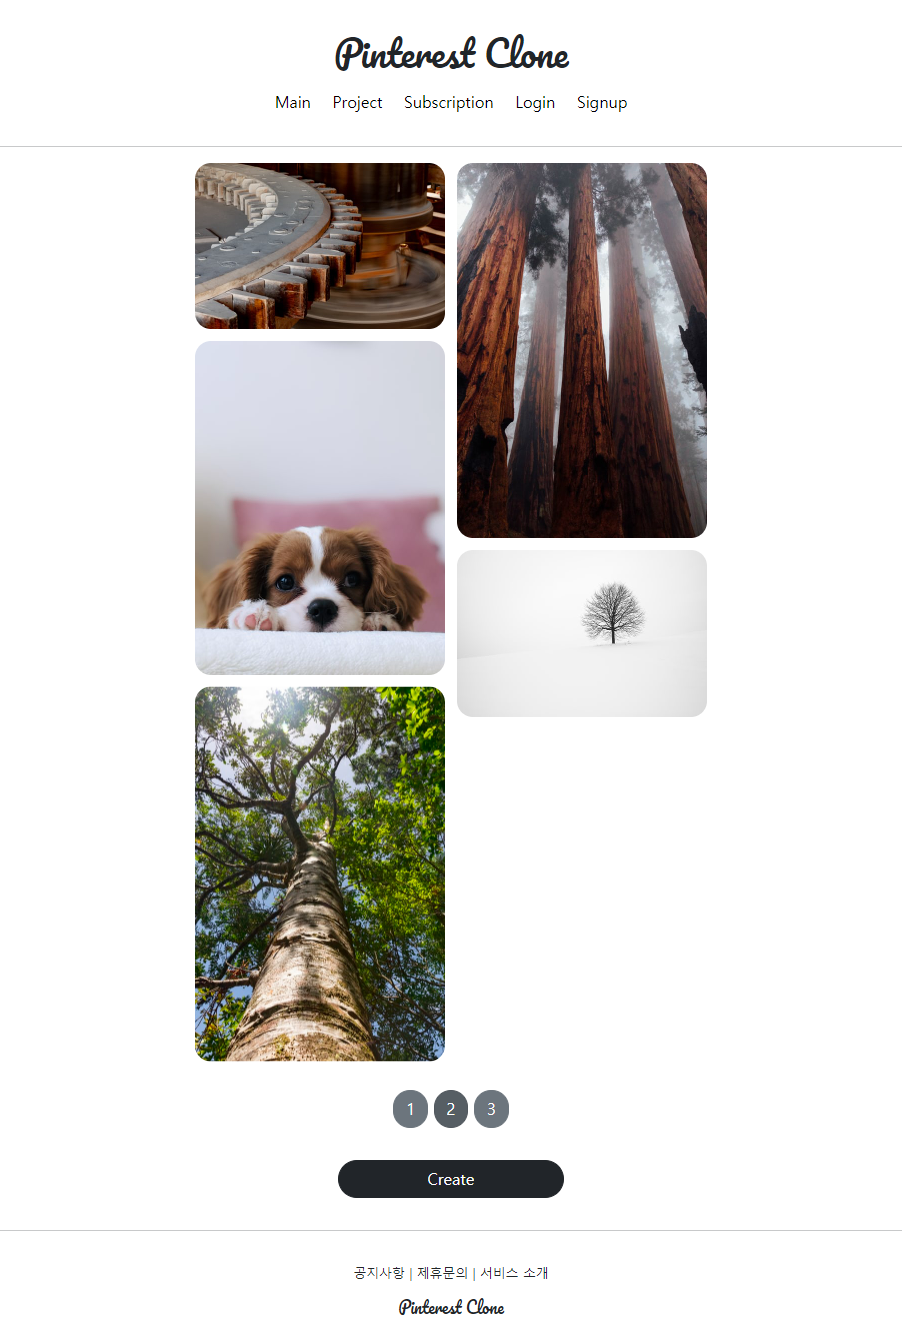 Pinterest Clone
Main Project Subscription Login Signup
1 2 3
Create
공지사항 | 제휴문의 | 서비스 소개
Pinterest Clone